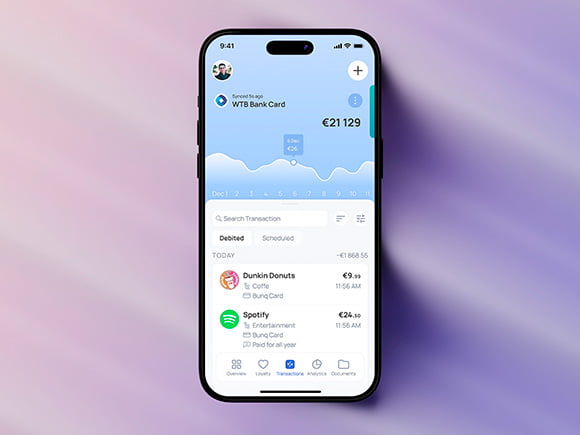 9:41
Synced 5s ago
WTB Bank Card
€21 129
6 Dec
€26
Dec 1 2 3 4 5 6 7 8 9 10 11
Search Transaction
Debited Scheduled
TODAY -€1 868.55
Dunkin Donuts €9.99
Coffe 11:56 AM
Bunq Card
Spotify €24.50
Entertainment 11:56 AM
Bunq Card
Paid for all year
Overview Loyalty Transactions Analytics Documents